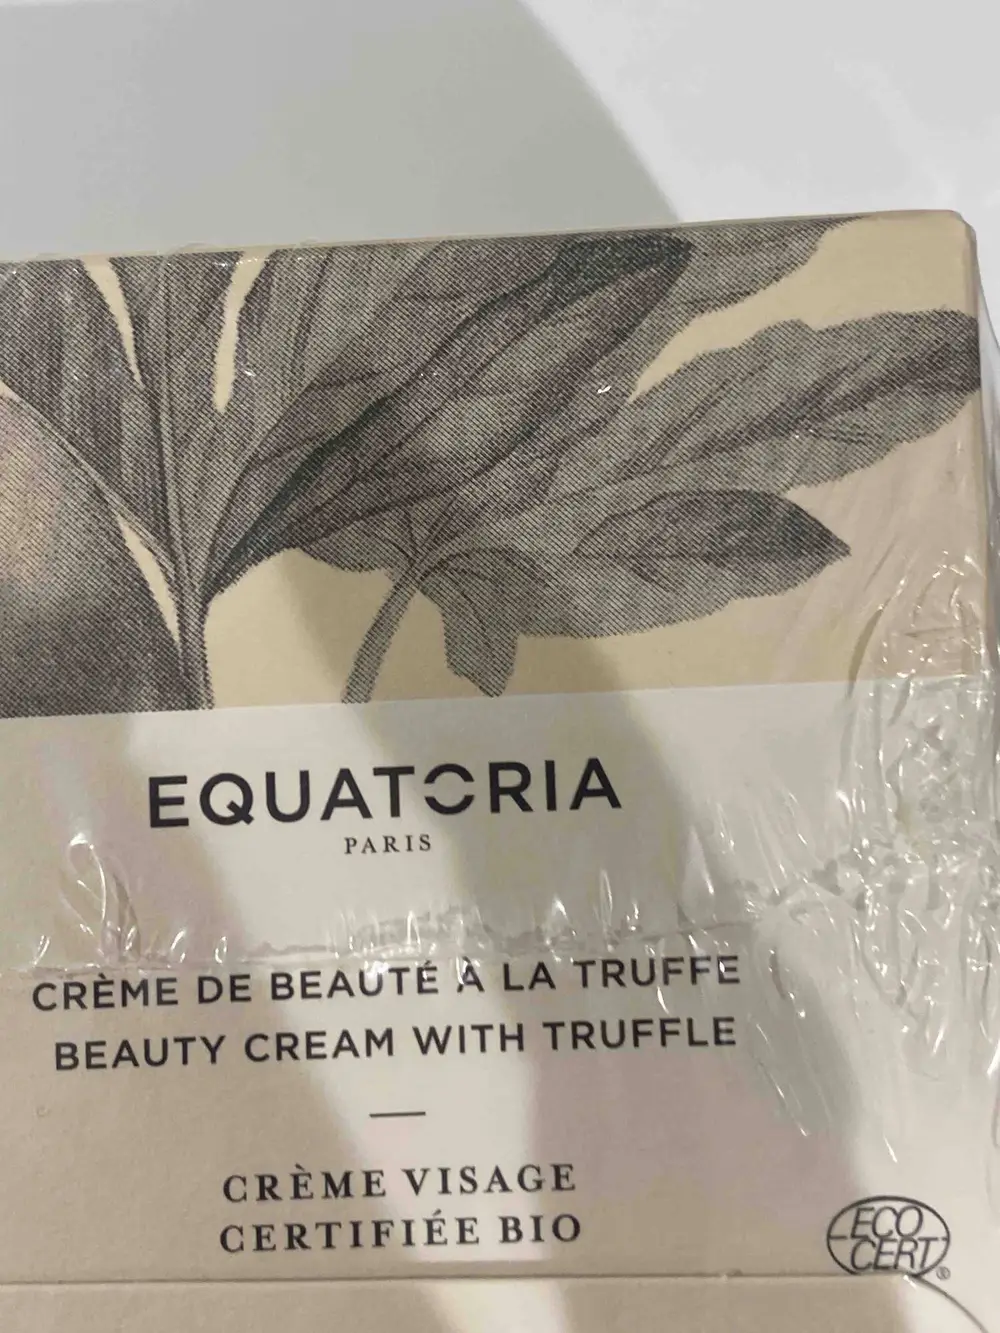 EQUATORIA
PARIS
CRÈME DE BEAUTÉ À LA TRUFFE
BEAUTY CREAM WITH TRUFFLE
CRÈME VISAGE
CERTIFIÉE BIO
ECO
CERT®